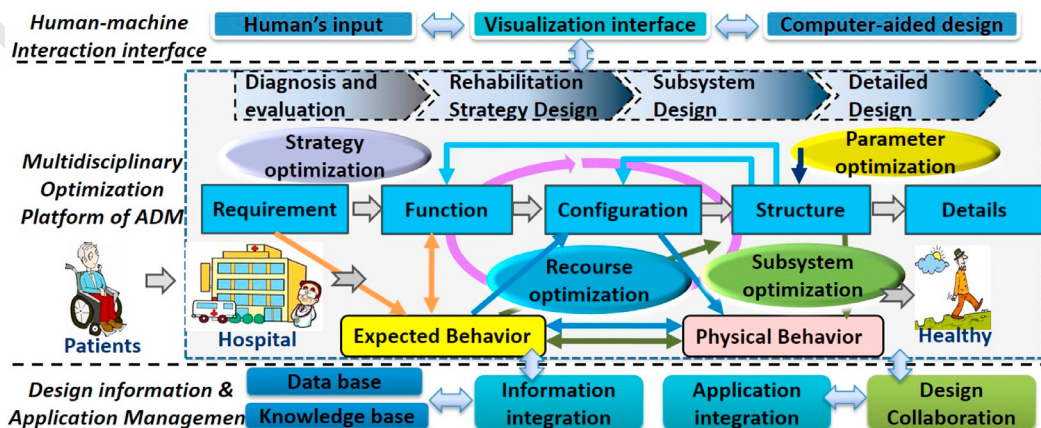 Human-machine
Interaction interface
Human's input
Visualization interface
Computer-aided design
Diagnosis and
evaluation
Rehabilitation
Strategy Design
Subsystem
Design
Detailed
Design
Multidisciplinary
Optimization
Platform of ADM
Strategy
optimization
Parameter
optimization
Requirement
Function
Configuration
Structure
Details
Recourse
optimization
Subsystem
optimization
Patients
Hospital
Expected Behavior
Physical Behavior
Healthy
Design information &
Application Managemen
Data base
Knowledge base
Information
integration
Application
integration
Design
Collaboration